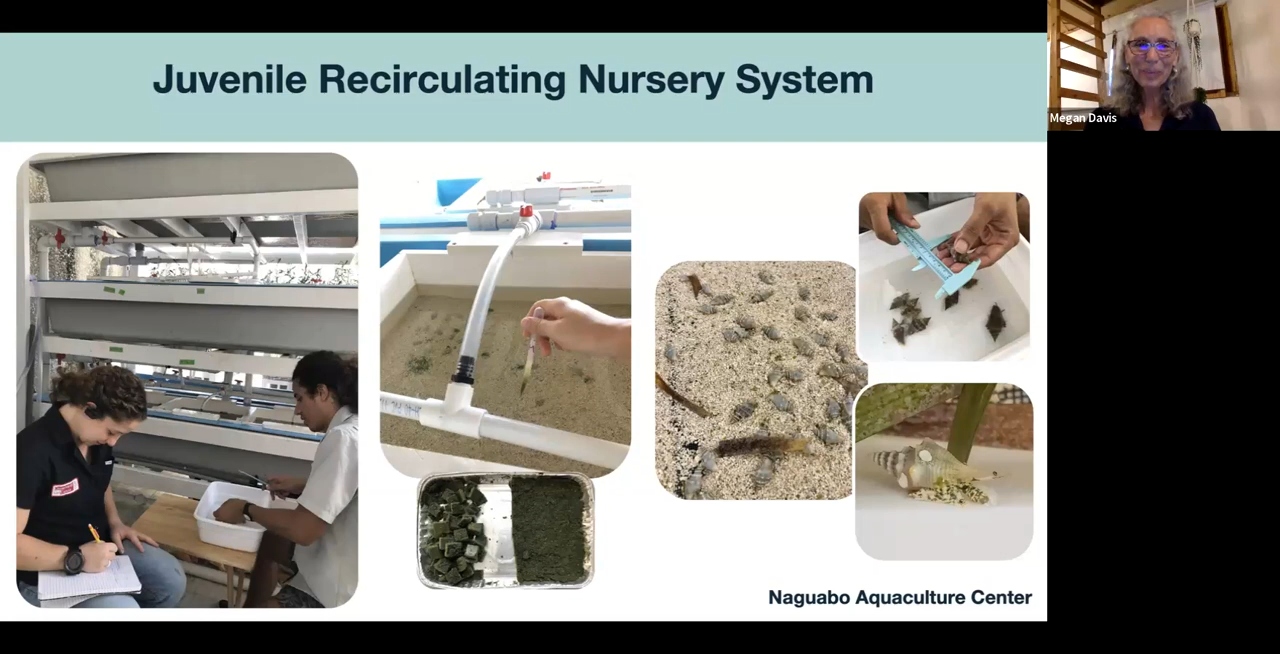 Juvenile Recirculating Nursery System
Megan Davis
Naguabo Aquaculture Center